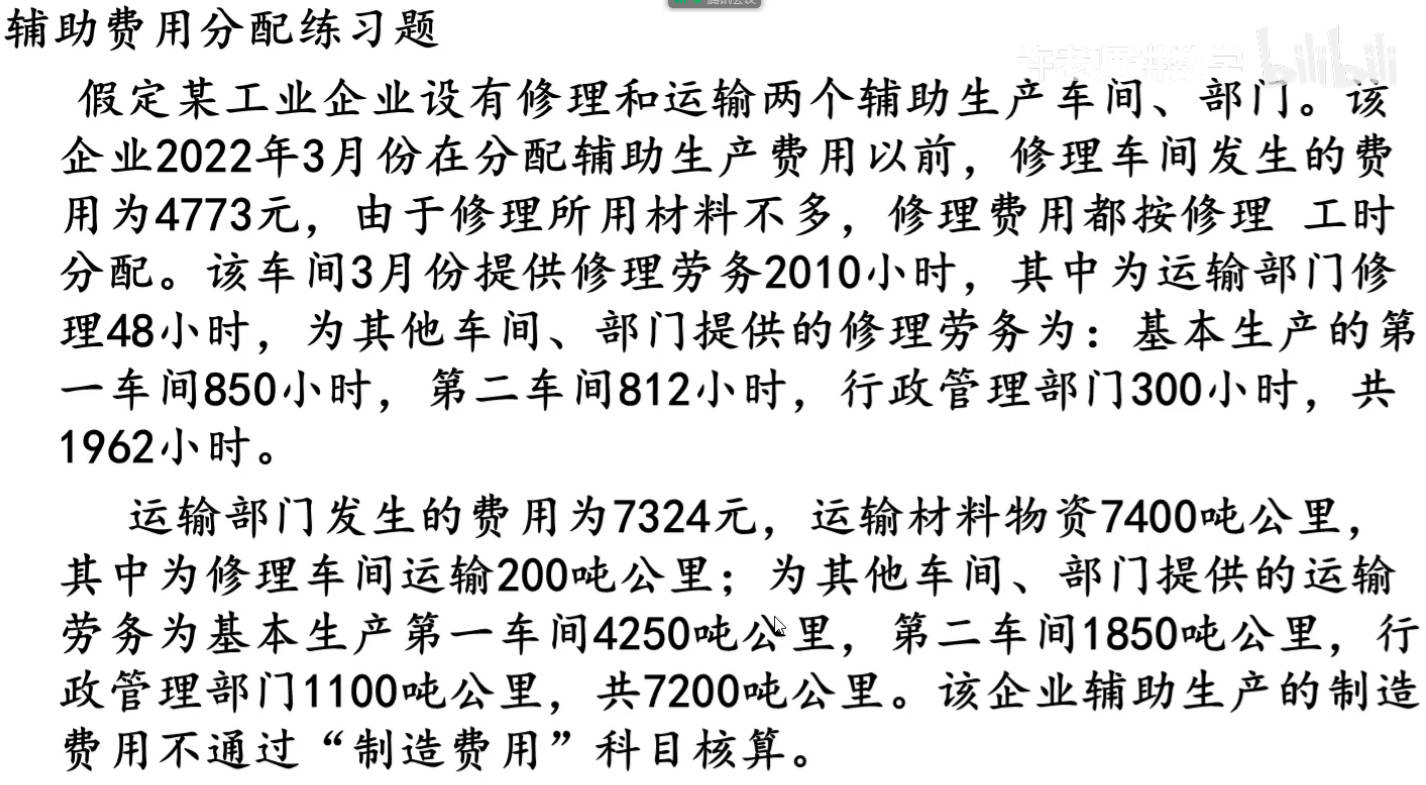 辅助费用分配练习题
假定某工业企业设有修理和运输两个辅助生产车间、部门。该
企业2022年3月份在分配辅助生产费用以前，修理车间发生的费
用为4773元，由于修理所用材料不多，修理费用都按修理 工时
分配。该车间3月份提供修理劳务2010小时，其中为运输部门修
理48小时，为其他车间、部门提供的修理劳务为：基本生产的第
一车间850小时，第二车间812小时，行政管理部门300小时，共
1962小时。
运输部门发生的费用为7324元，运输材料物资7400吨公里，
其中为修理车间运输200吨公里；为其他车间、部门提供的运输
劳务为基本生产第一车间4250吨公里，第二车间1850吨公里，行
政管理部门1100吨公里，共7200吨公里。该企业辅助生产的制造
费用不通过“制造费用”科目核算。
bilibili